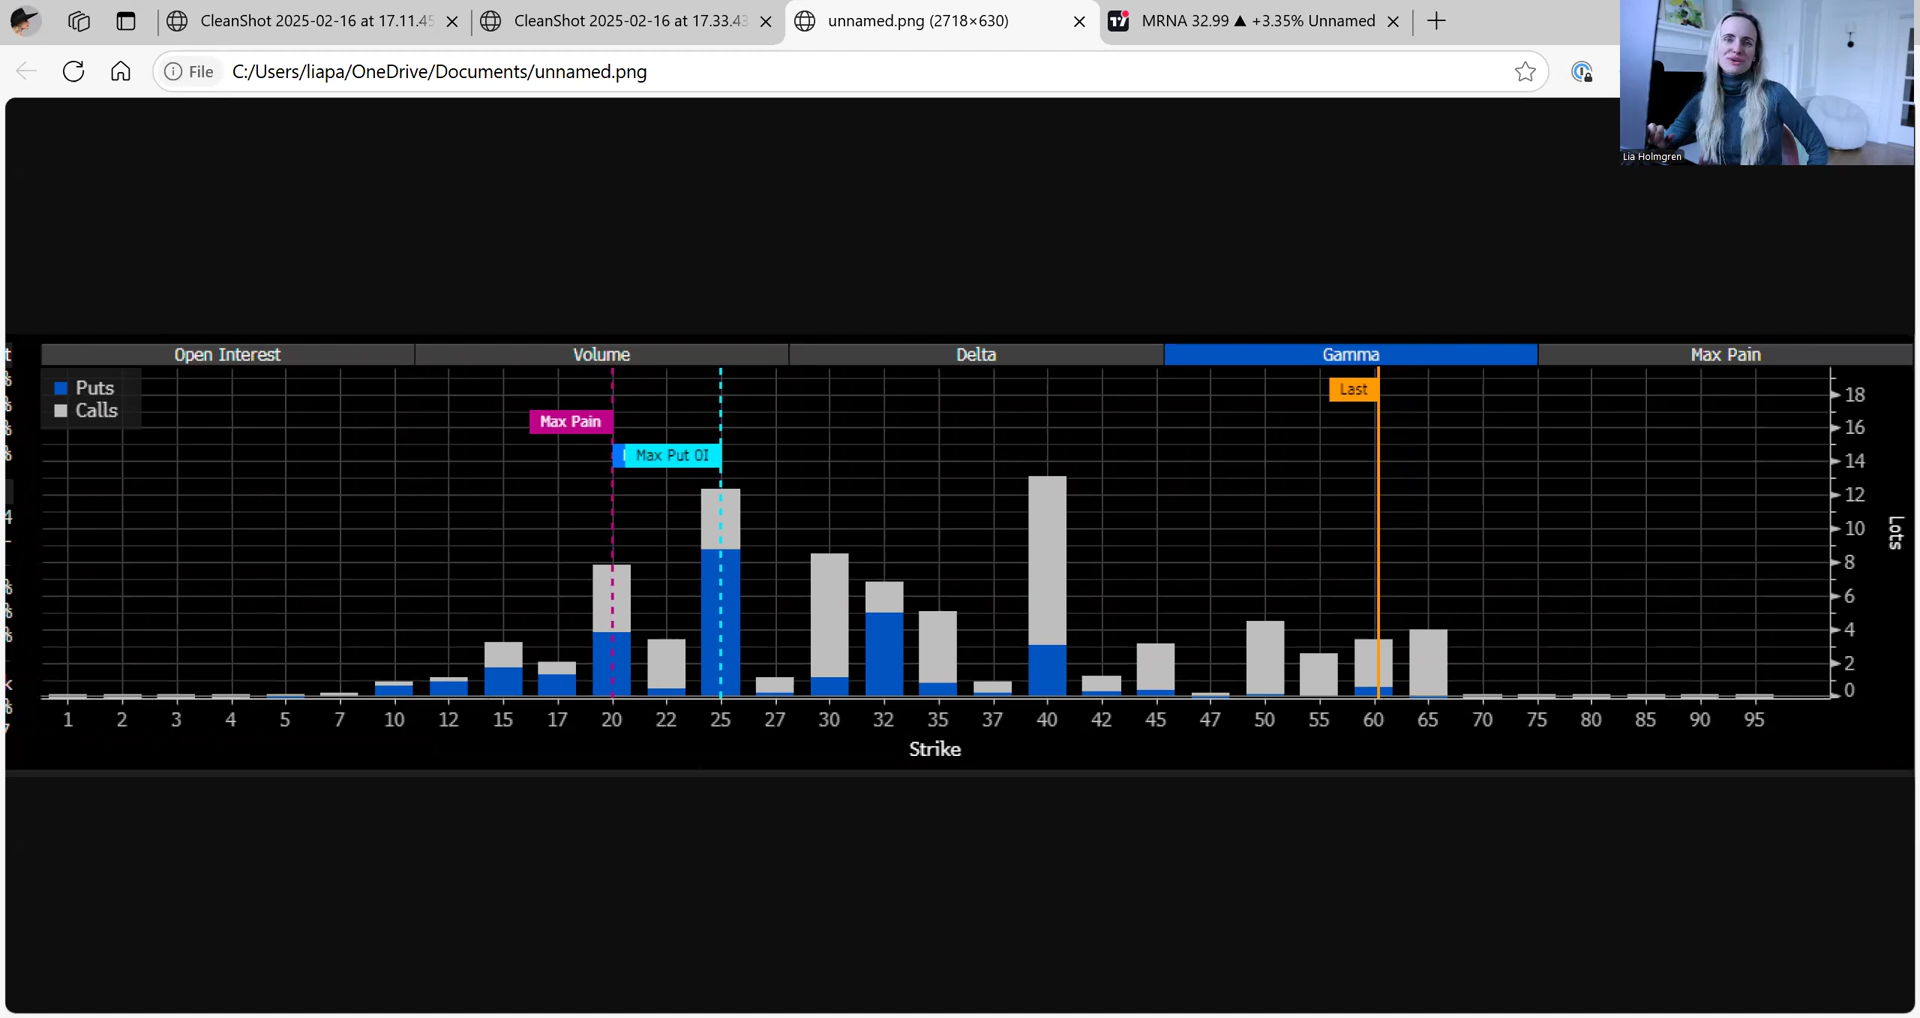 CleanShot 2025-02-16 at 17.11.45
CleanShot 2025-02-16 at 17.33.43
unnamed.png (2718×630)
MRNA 32.99 ▲ +3.35% Unnamed
File
C:/Users/liapa/OneDrive/Documents/unnamed.png
Lia Holmgren
Open Interest
Volume
Delta
Gamma
Max Pain
Puts
Calls
Max Pain
Max Put OI
Last
18
16
14
12
10
8
6
4
2
0
Lots
1 2 3 4 5 7 10 12 15 17 20 22 25 27 30 32 35 37 40 42 45 47 50 55 60 65 70 75 80 85 90 95
Strike